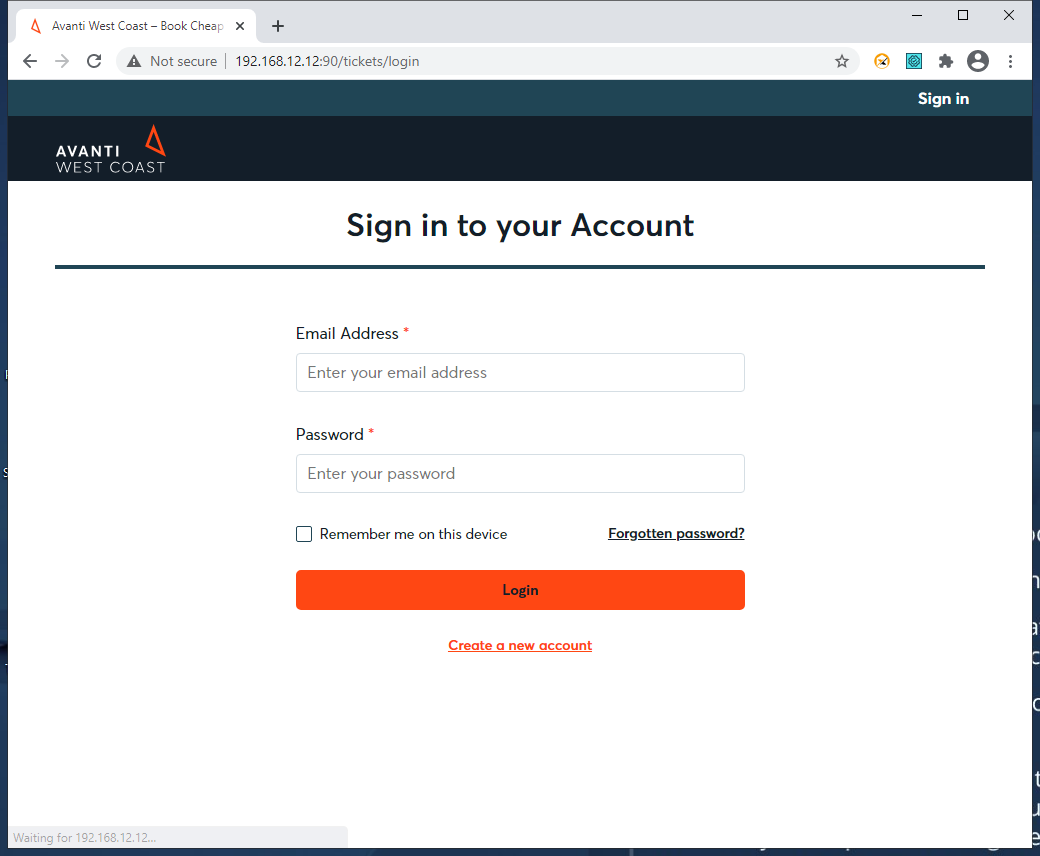 Avanti West Coast – Book Cheap
Not secure
192.168.12.12:90/tickets/login
Sign in
AVANTI
WEST COAST
Sign in to your Account
Email Address *
Enter your email address
Password *
Enter your password
Remember me on this device
Forgotten password?
Login
Create a new account
Waiting for 192.168.12.12...